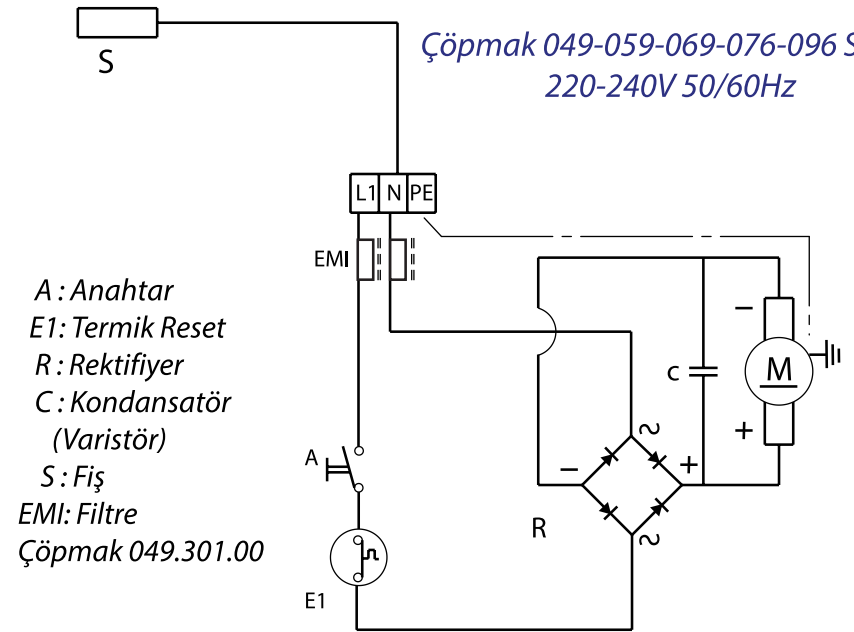 S
Çöpmak 049-059-069-076-096 S
220-240V 50/60Hz
L1 N PE
EMI
A : Anahtar
E1: Termik Reset
R : Rektifiyer
C : Kondansatör
(Varistör)
S : Fiş
EMI: Filtre
Çöpmak 049.301.00
A
E1
R
− + ~ ~
c
− M +